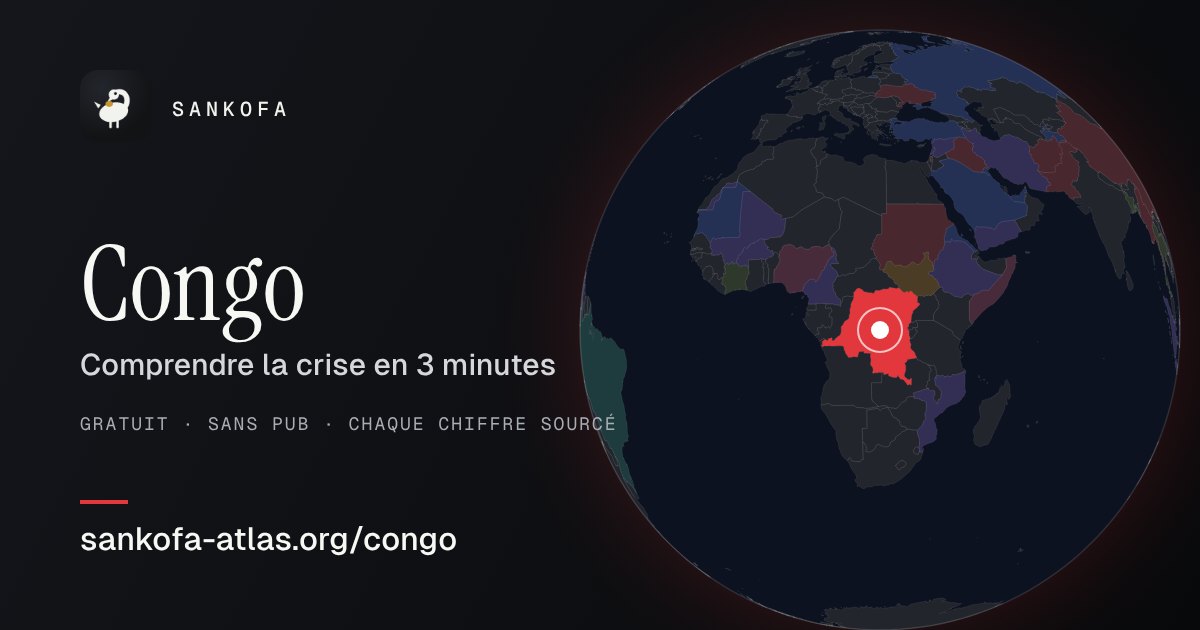 SANKOFA
Congo
Comprendre la crise en 3 minutes
GRATUIT · SANS PUB · CHAQUE CHIFFRE SOURCÉ
sankofa-atlas.org/congo